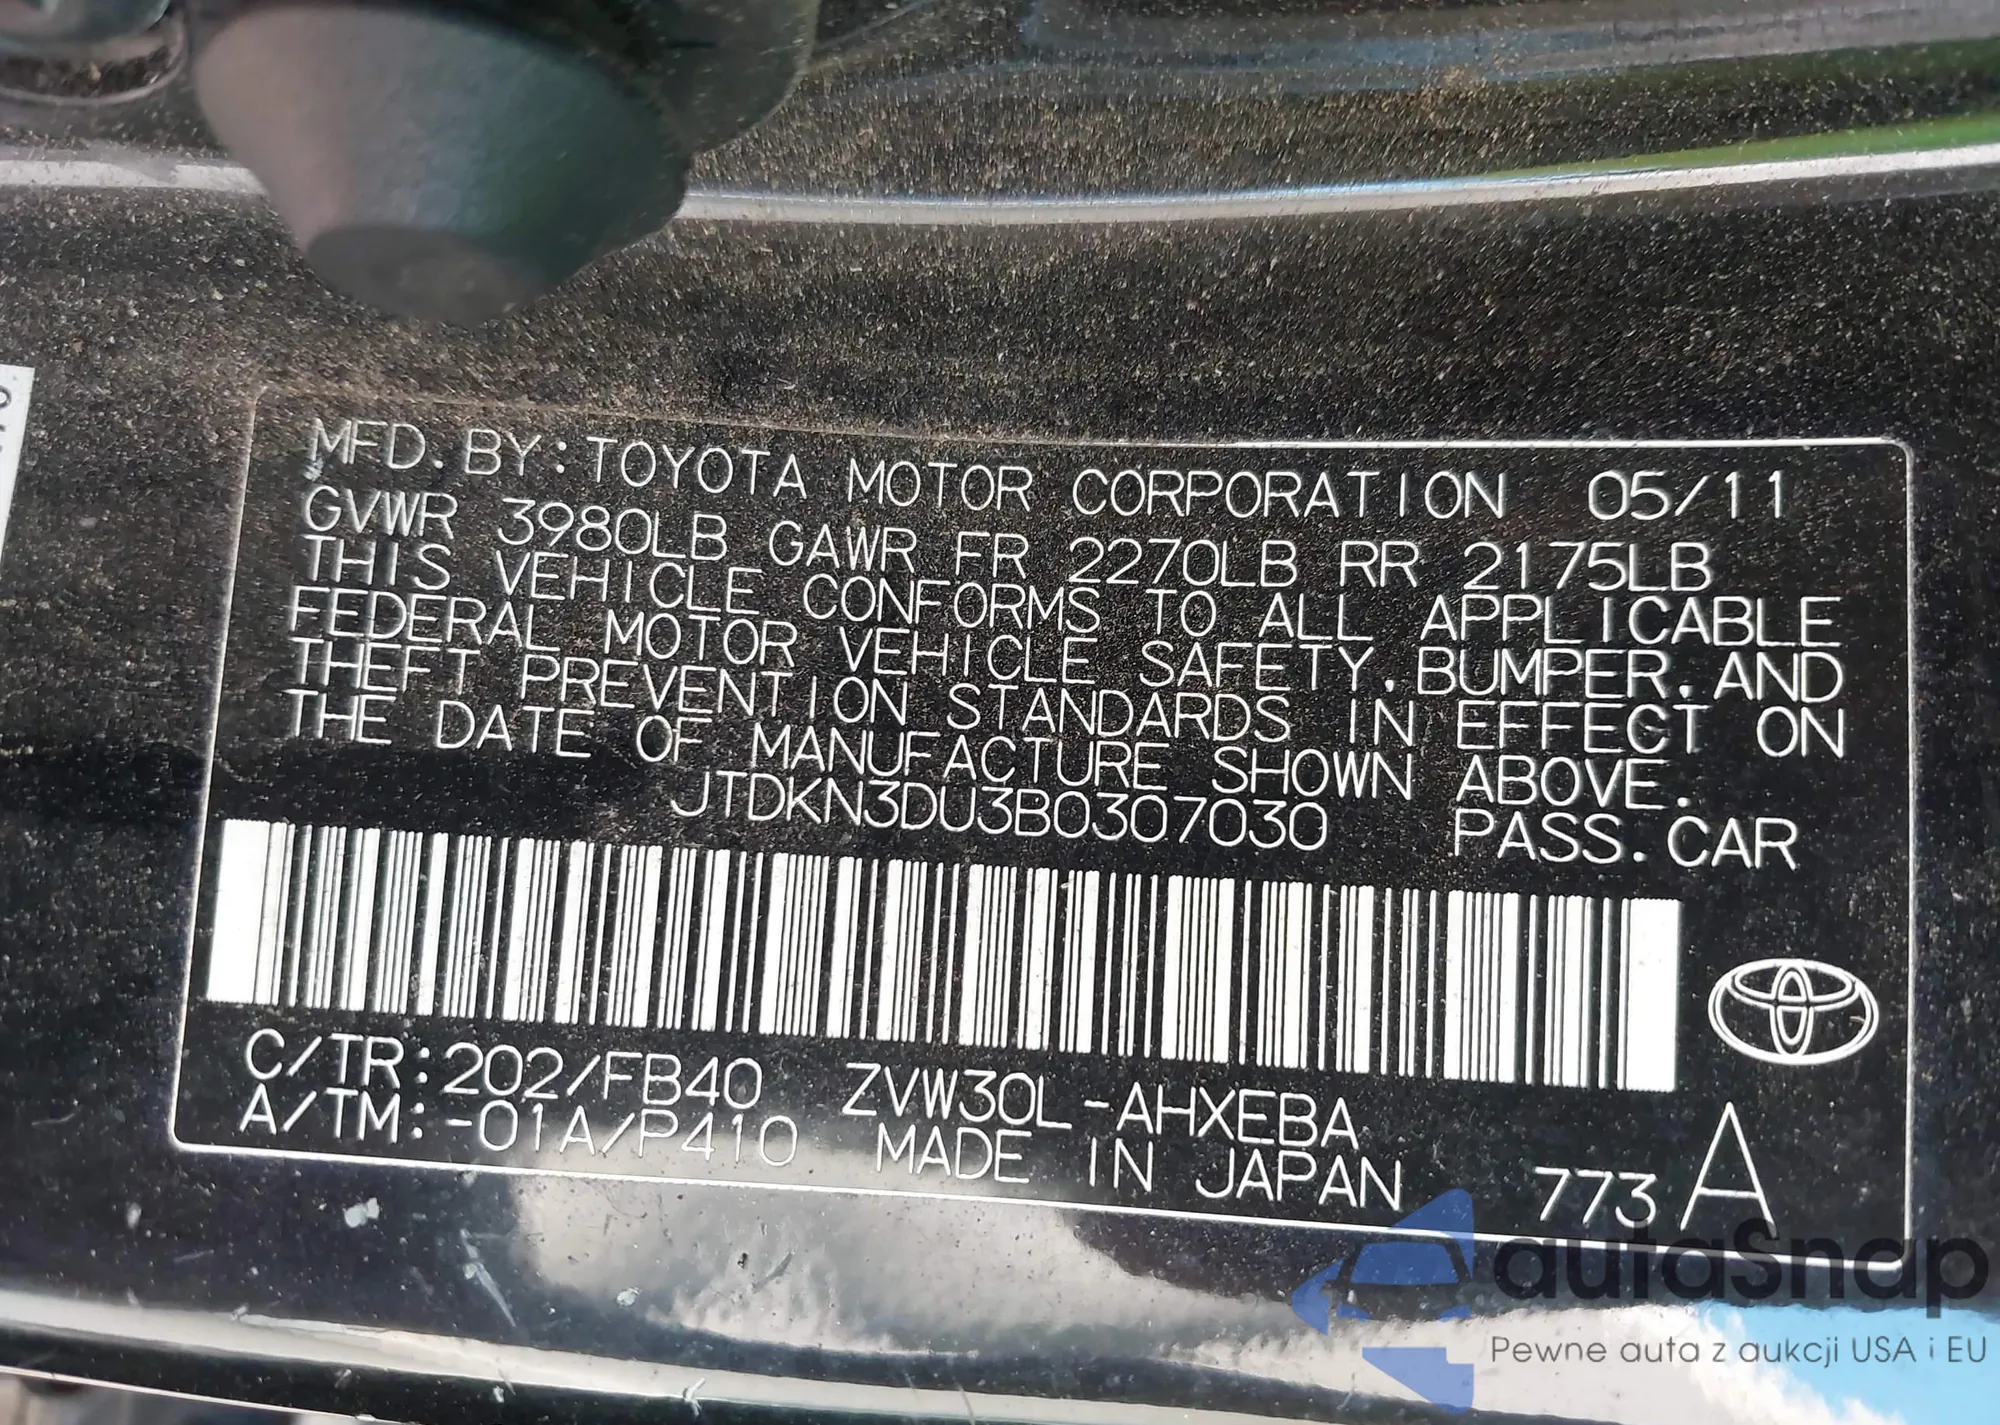 MFD.BY:TOYOTA MOTOR CORPORATION 05/11
GVWR 3980LB GAWR FR 2270LB RR 2175LB
THIS VEHICLE CONFORMS TO ALL APPLICABLE
FEDERAL MOTOR VEHICLE SAFETY,BUMPER,AND
THEFT PREVENTION STANDARDS IN EFFECT ON
THE DATE OF MANUFACTURE SHOWN ABOVE.
JTDKN3DU3B0307030 PASS.CAR
C/TR:202/FB40 ZVW30L-AHXEBA
A/TM:-01A/P410 MADE IN JAPAN 773 A
autaSnap
Pewne auta z aukcji USA i EU